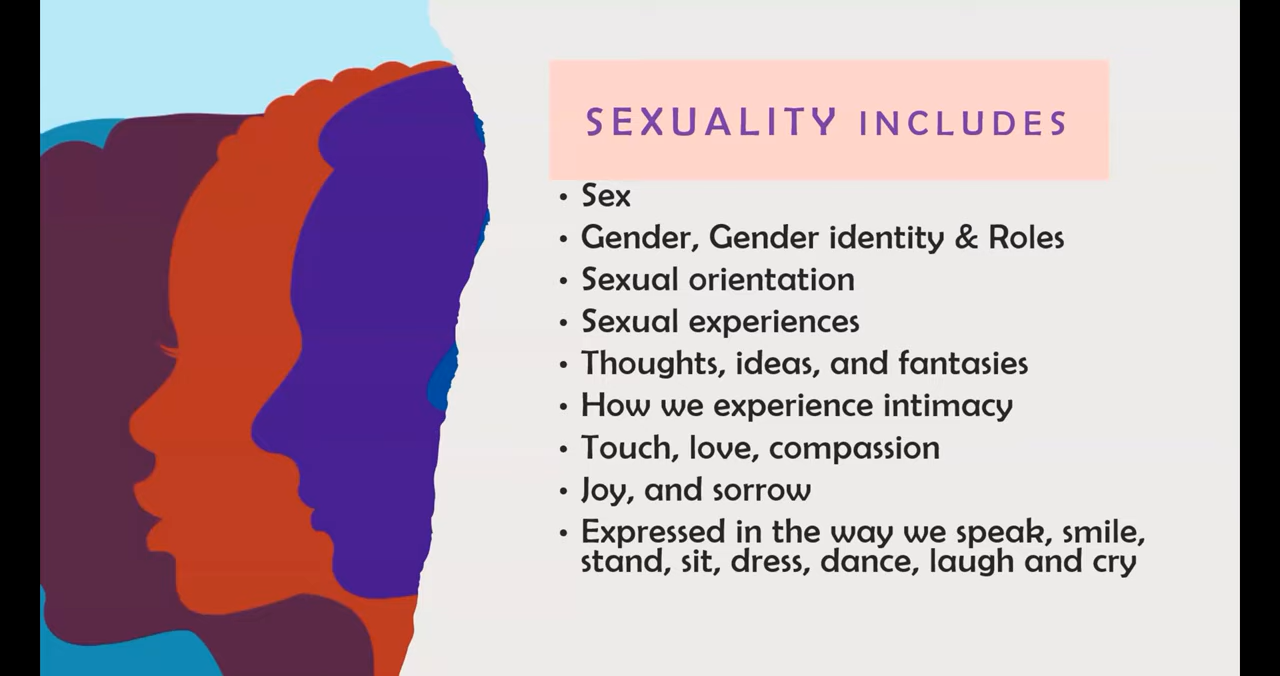 SEXUALITY INCLUDES
• Sex
• Gender, Gender identity & Roles
• Sexual orientation
• Sexual experiences
• Thoughts, ideas, and fantasies
• How we experience intimacy
• Touch, love, compassion
• Joy, and sorrow
• Expressed in the way we speak, smile,
stand, sit, dress, dance, laugh and cry